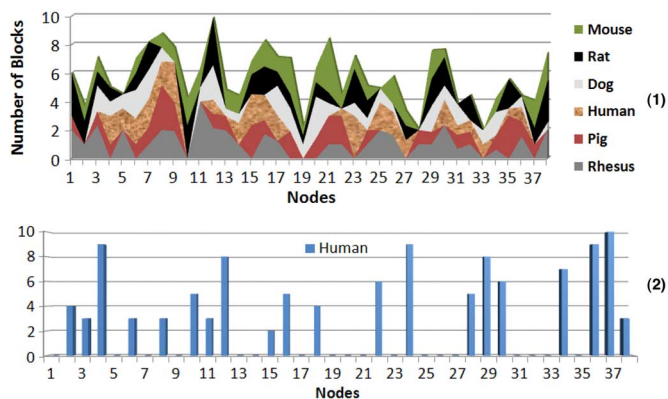 10
8
6
4
2
0
Number of Blocks
1 3 5 7 9 11 13 15 17 19 21 23 25 27 29 31 33 35 37
Nodes
Mouse
Rat
Dog
Human
Pig
Rhesus
(1)
10
8
6
4
2
0
Human
1 3 5 7 9 11 13 15 17 19 21 23 25 27 29 31 33 35 37
Nodes
(2)